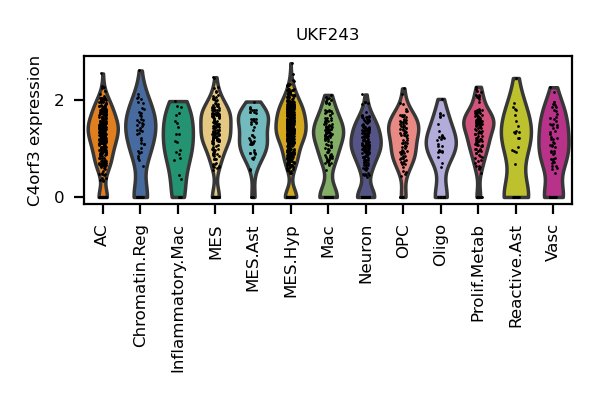 UKF243
C4orf3 expression
2
0
AC
Chromatin.Reg
Inflammatory.Mac
MES
MES.Ast
MES.Hyp
Mac
Neuron
OPC
Oligo
Prolif.Metab
Reactive.Ast
Vasc